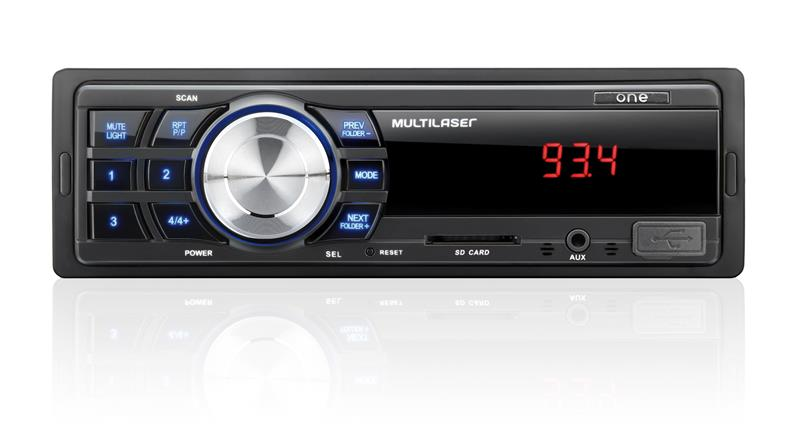 SCAN
one
MUTE
LIGHT
RPT
P/P
PREV
FOLDER -
MULTILASER
93.4
1
2
MODE
3
4/4+
NEXT
FOLDER +
POWER
SEL
RESET
SD CARD
AUX